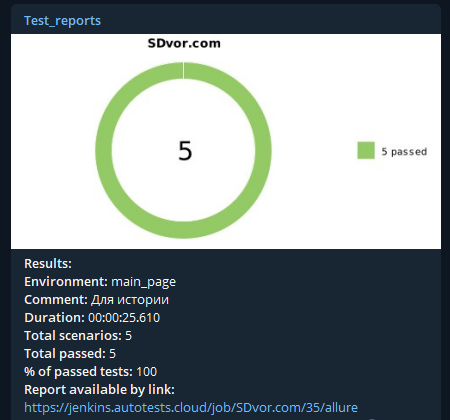 Test_reports
SDvor.com
5
5 passed
Results:
Environment: main_page
Comment: Для истории
Duration: 00:00:25.610
Total scenarios: 5
Total passed: 5
% of passed tests: 100
Report available by link:
https://jenkins.autotests.cloud/job/SDvor.com/35/allure